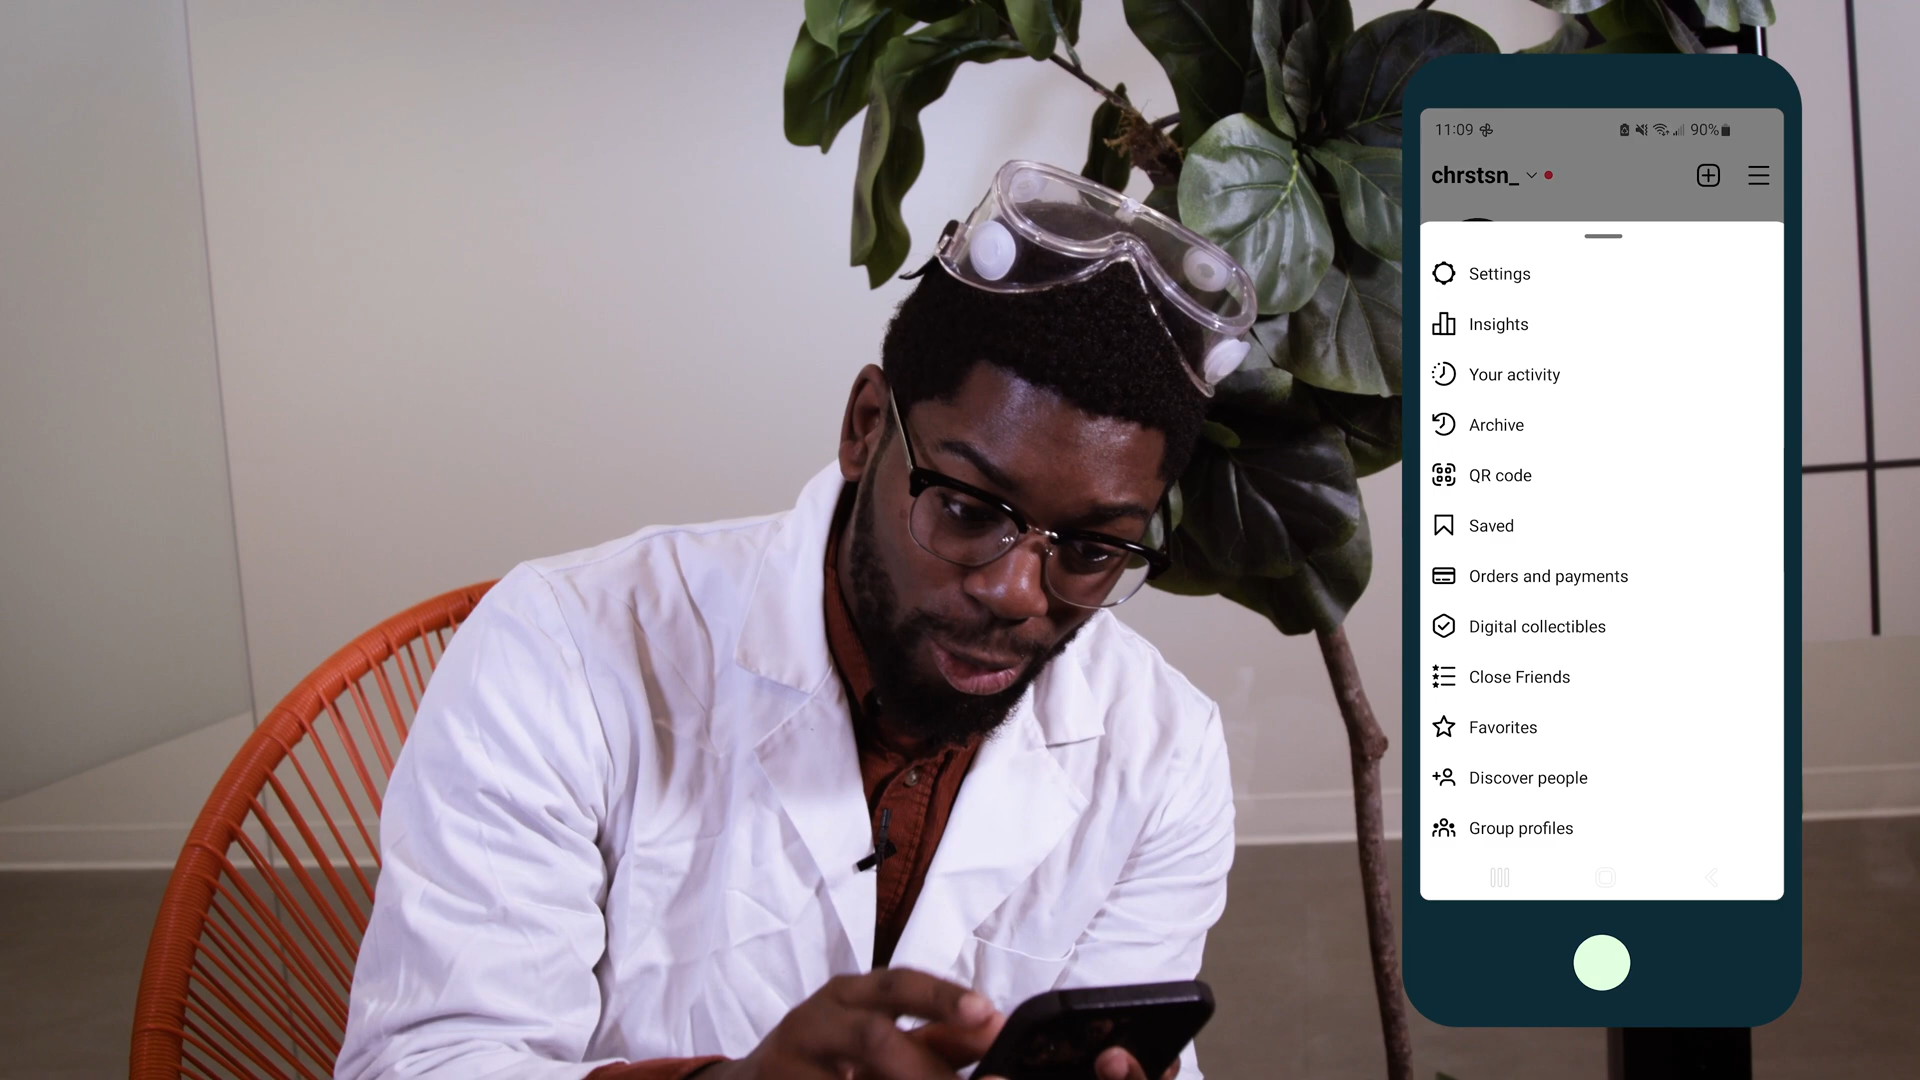 11:09 90%
chrstsn_
Settings
Insights
Your activity
Archive
QR code
Saved
Orders and payments
Digital collectibles
Close Friends
Favorites
Discover people
Group profiles